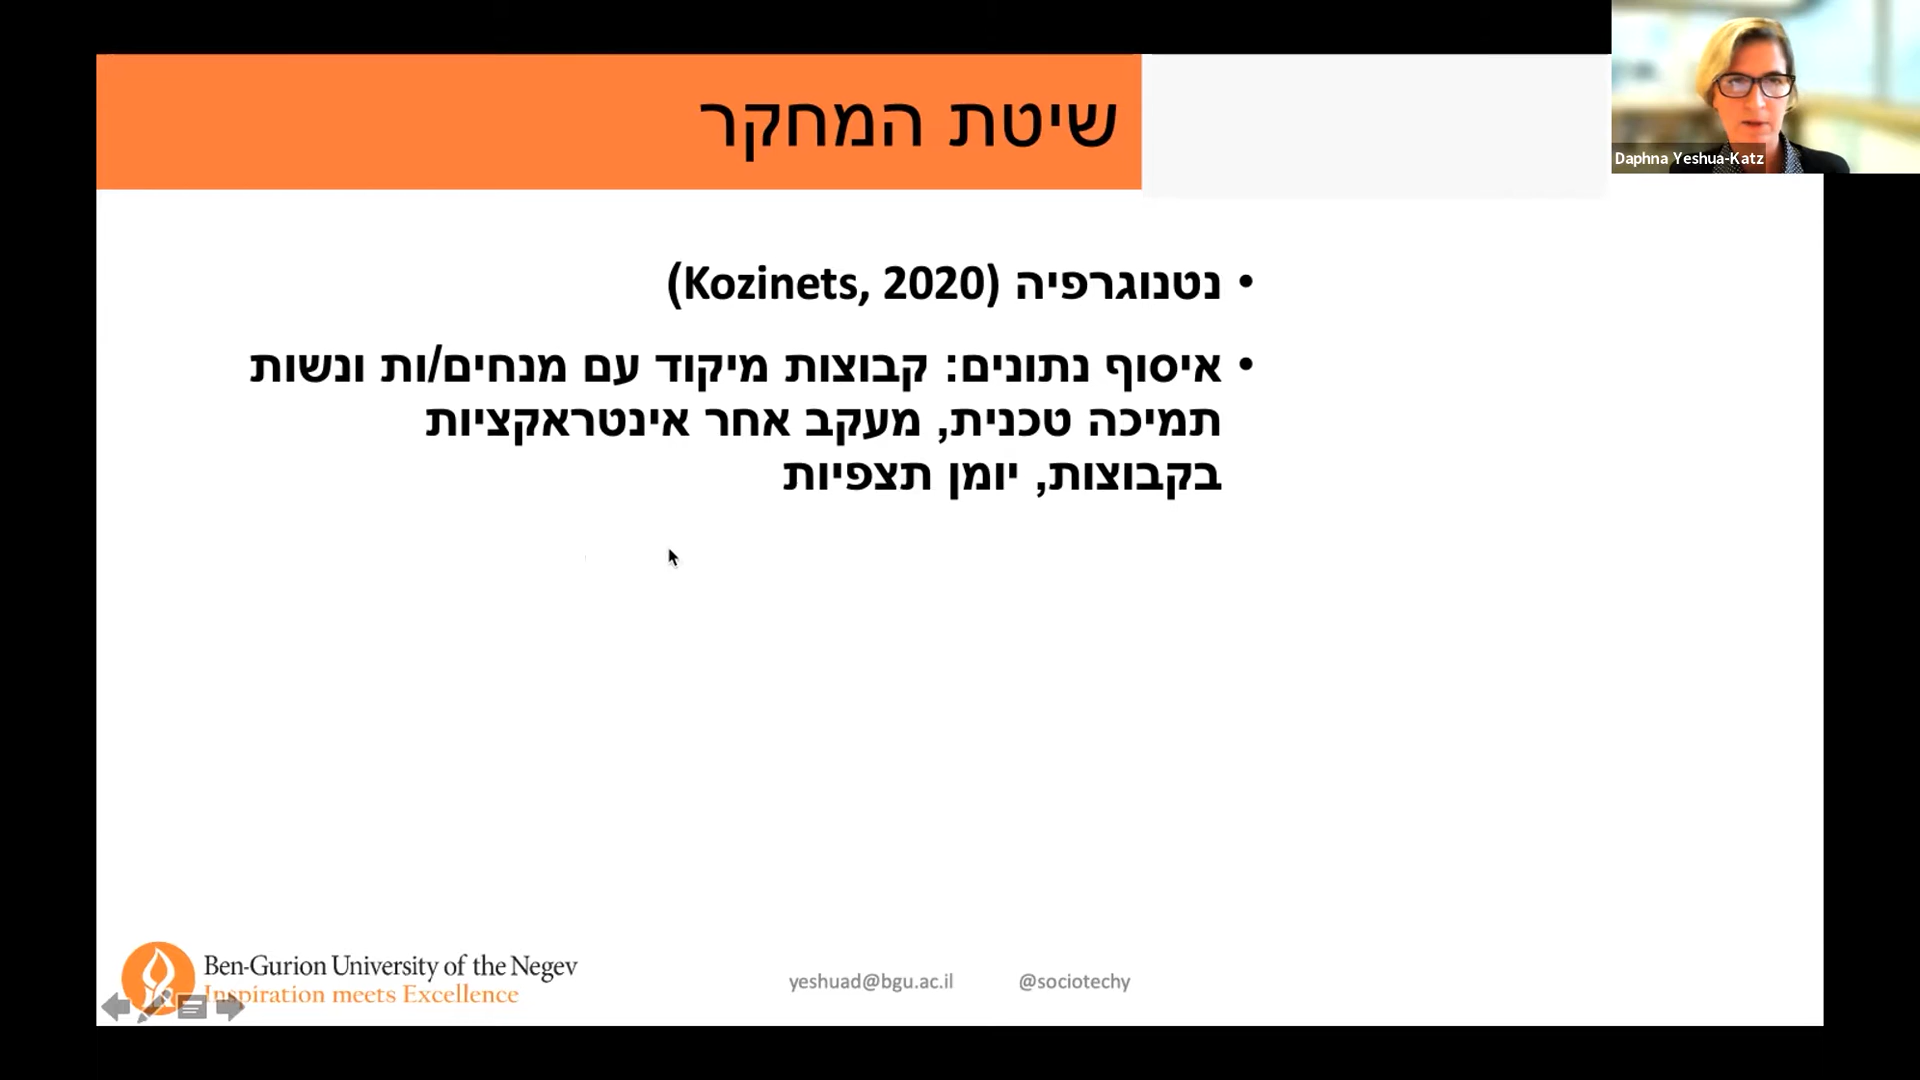 שיטת המחקר
Daphna Yeshua-Katz
• נטנוגרפיה (Kozinets, 2020)
• איסוף נתונים: קבוצות מיקוד עם מנחים/ות ונשות
תמיכה טכנית, מעקב אחר אינטראקציות
בקבוצות, יומן תצפיות
Ben-Gurion University of the Negev
Inspiration meets Excellence
yeshuad@bgu.ac.il
@sociotechy